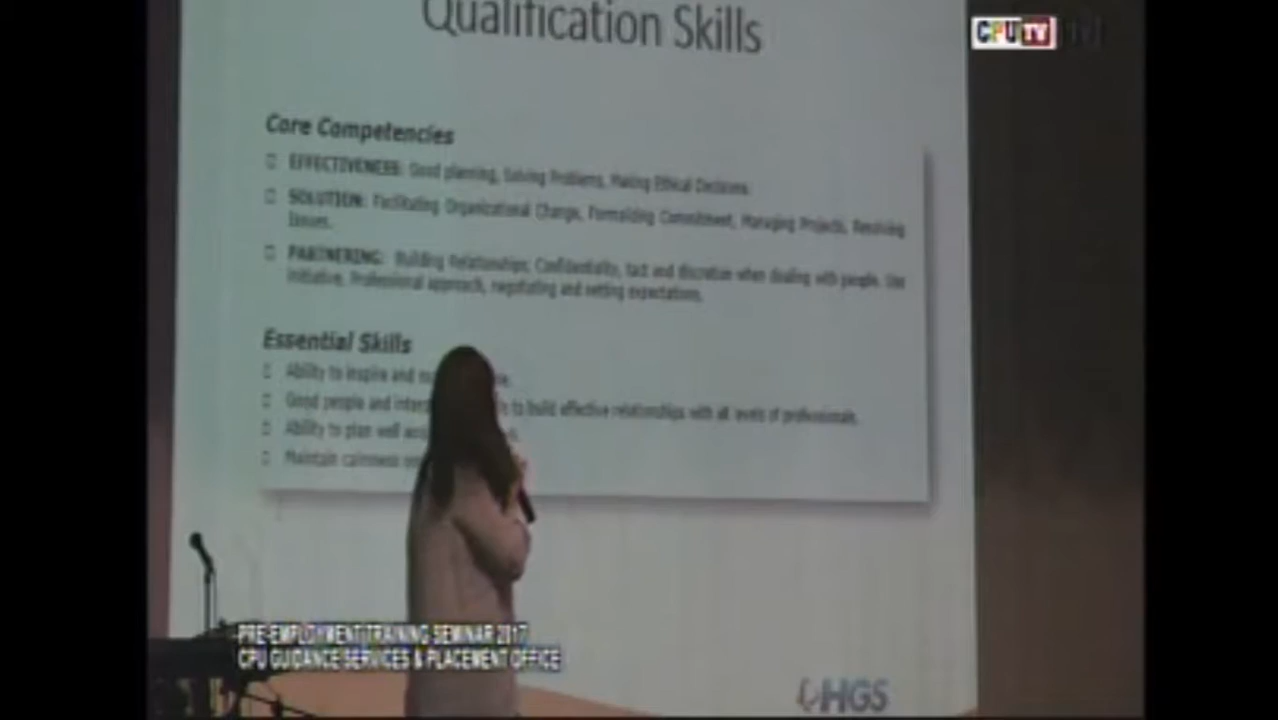 Qualification Skills
CPU TV
Core Competencies
EFFECTIVENESS: Good planning, Solving Problems, Making Ethical Decisions
SOLUTION: Facilitating Organizational Change, Formalizing Commitment, Managing Projects, Resolving
Issues.
PARTNERING: Building Relationships, Confidentiality, tact and discretion when dealing with people. Use
initiative. Professional approach, negotiating and setting expectations.
Essential Skills
Ability to inspire and
Good people and to build effective relationships with all levels of professionals.
Ability to plan well
Maintain calmness
PRE-EMPLOYMENT TRAINING SEMINAR 2017
CPU GUIDANCE SERVICES & PLACEMENT OFFICE
HGS